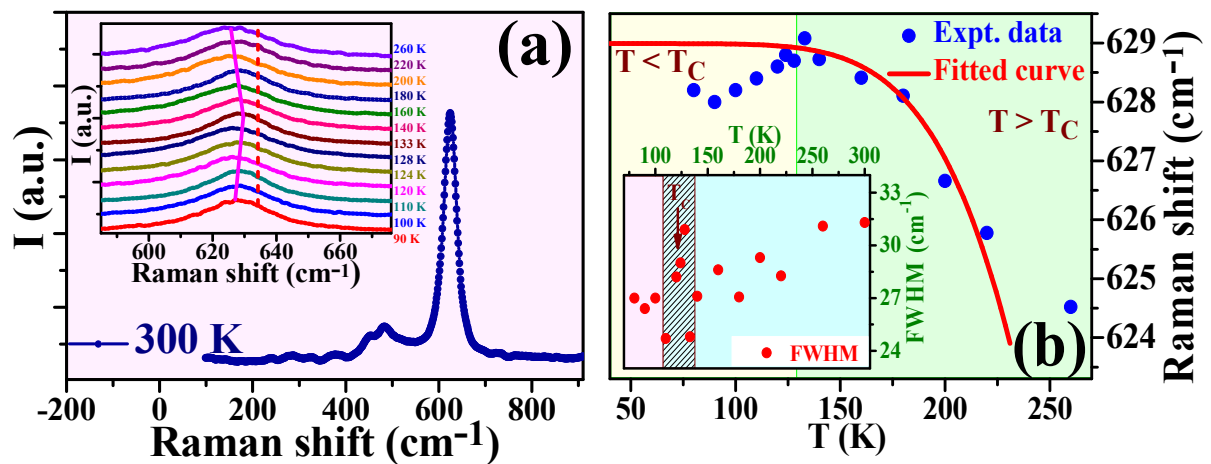 (a)
I (a.u.)
260 K
220 K
200 K
180 K
160 K
140 K
133 K
128 K
124 K
120 K
110 K
100 K
90 K
I (a.u.)
600 620 640 660
Raman shift (cm-1)
300 K
-200 0 200 400 600 800
Raman shift (cm-1)
(b)
Expt. data
Fitted curve
T < TC
T > TC
629
628
627
626
625
624
Raman shift (cm-1)
T (K)
100 150 200 250 300
33
30
27
24
FWHM (cm-1)
T
FWHM
50 100 150 200 250
T (K)